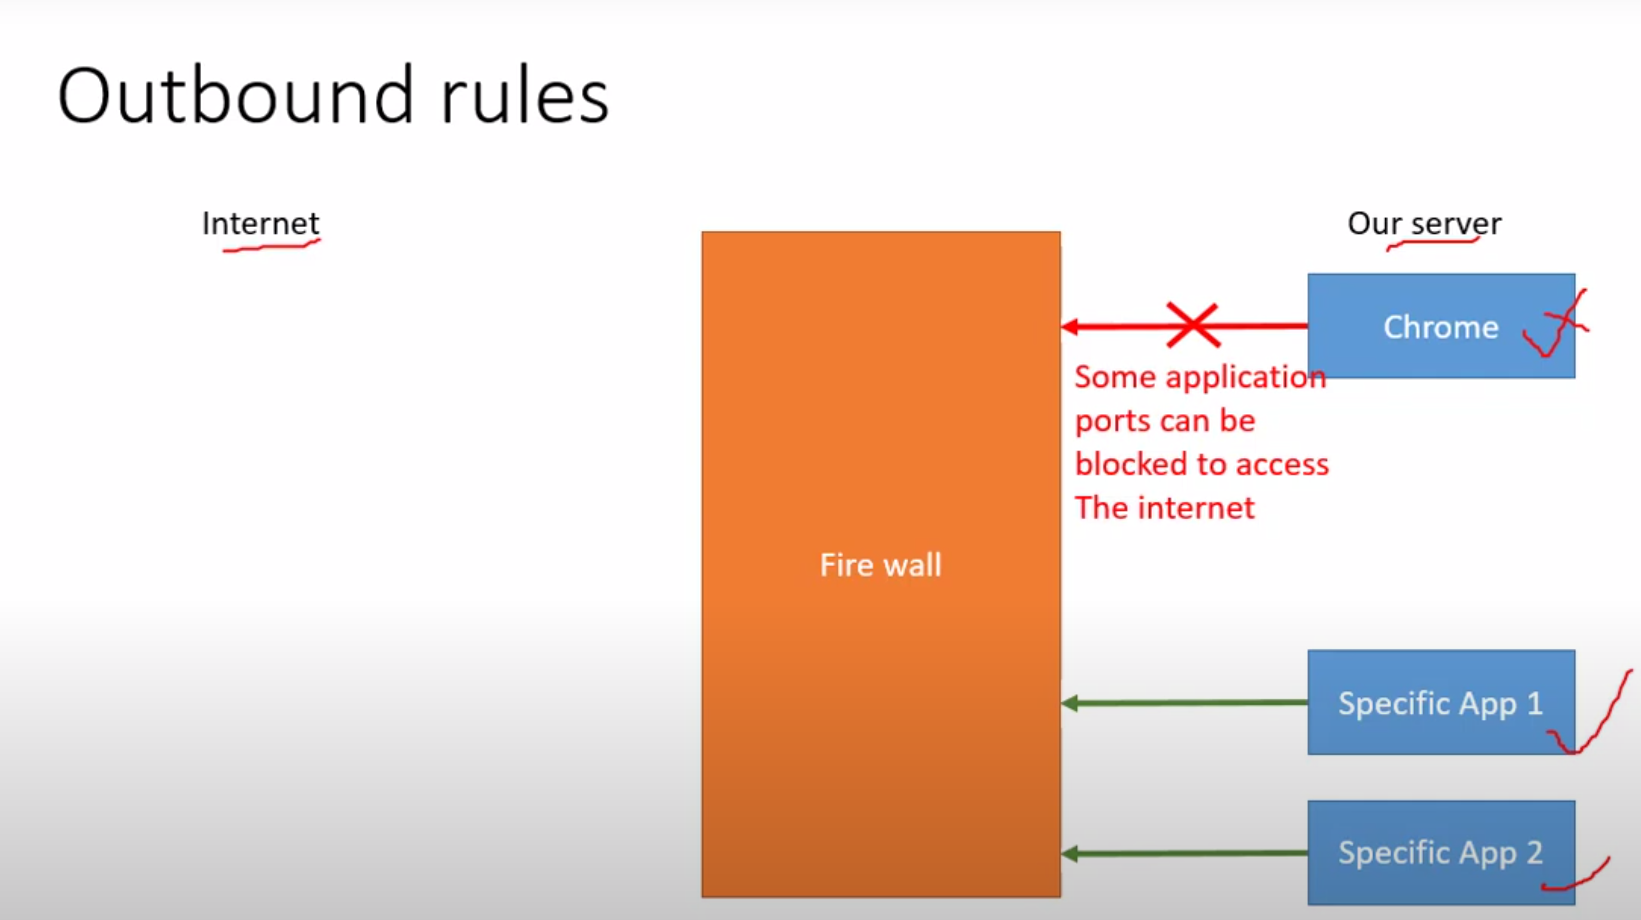 Outbound rules
Internet
Our server
Chrome
Some application
ports can be
blocked to access
The internet
Fire wall
Specific App 1
Specific App 2